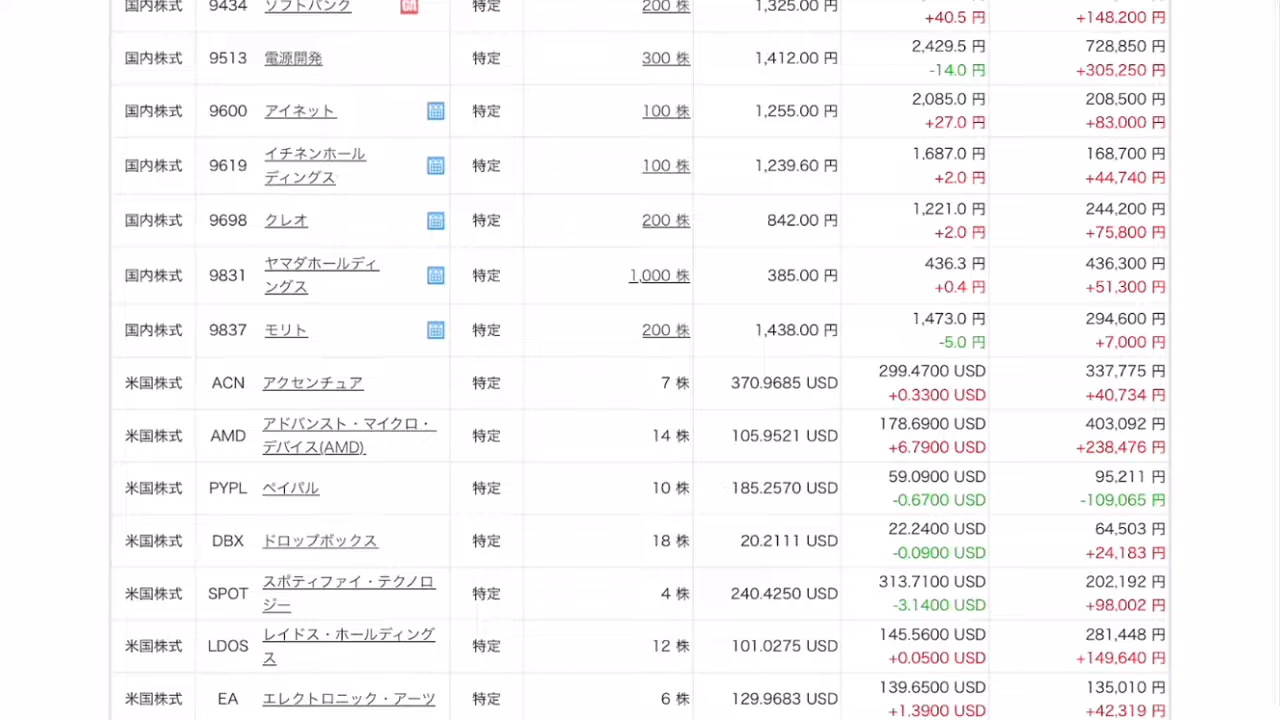 国内株式 9434 ソフトバンク 特定 200 株 1,325.00 円
+40.5 円 +148,200 円
2,429.5 円 728,850 円
国内株式 9513 電源開発 特定 300 株 1,412.00 円
-14.0 円 +305,250 円
2,085.0 円 208,500 円
国内株式 9600 アイネット 特定 100 株 1,255.00 円
+27.0 円 +83,000 円
イチネンホール 1,687.0 円 168,700 円
国内株式 9619 特定 100 株 1,239.60 円
ディングス +2.0 円 +44,740 円
1,221.0 円 244,200 円
国内株式 9698 クレオ 特定 200 株 842.00 円
+2.0 円 +75,800 円
ヤマダホールディ 436.3 円 436,300 円
国内株式 9831 特定 1,000 株 385.00 円
ングス +0.4 円 +51,300 円
1,473.0 円 294,600 円
国内株式 9837 モリト 特定 200 株 1,438.00 円
-5.0 円 +7,000 円
299.4700 USD 337,775 円
米国株式 ACN アクセンチュア 特定 7 株 370.9685 USD
+0.3300 USD +40,734 円
アドバンスト・マイクロ・ 178.6900 USD 403,092 円
米国株式 AMD 特定 14 株 105.9521 USD
デバイス(AMD) +6.7900 USD +238,476 円
59.0900 USD 95,211 円
米国株式 PYPL ペイパル 特定 10 株 185.2570 USD
-0.6700 USD -109,065 円
22.2400 USD 64,503 円
米国株式 DBX ドロップボックス 特定 18 株 20.2111 USD
-0.0900 USD +24,183 円
スポティファイ・テクノロ 313.7100 USD 202,192 円
米国株式 SPOT 特定 4 株 240.4250 USD
ジー -3.1400 USD +98,002 円
レイドス・ホールディング 145.5600 USD 281,448 円
米国株式 LDOS 特定 12 株 101.0275 USD
ス +0.0500 USD +149,640 円
139.6500 USD 135,010 円
米国株式 EA エレクトロニック・アーツ 特定 6 株 129.9683 USD
+1.3900 USD +42,319 円